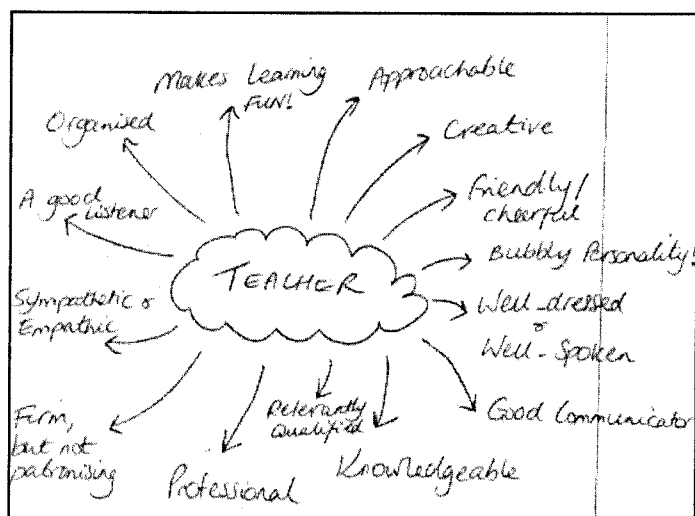 Makes Learning
FUN!
Approachable
Organised
Creative
A good
Listener
Friendly/
cheerful
Bubbly Personality!
TEACHER
Sympathetic &
Empathic
Well-dressed
&
Well-Spoken
Firm,
but not
patronising
Relevantly
Qualified
Good Communicator
Professional
Knowledgeable